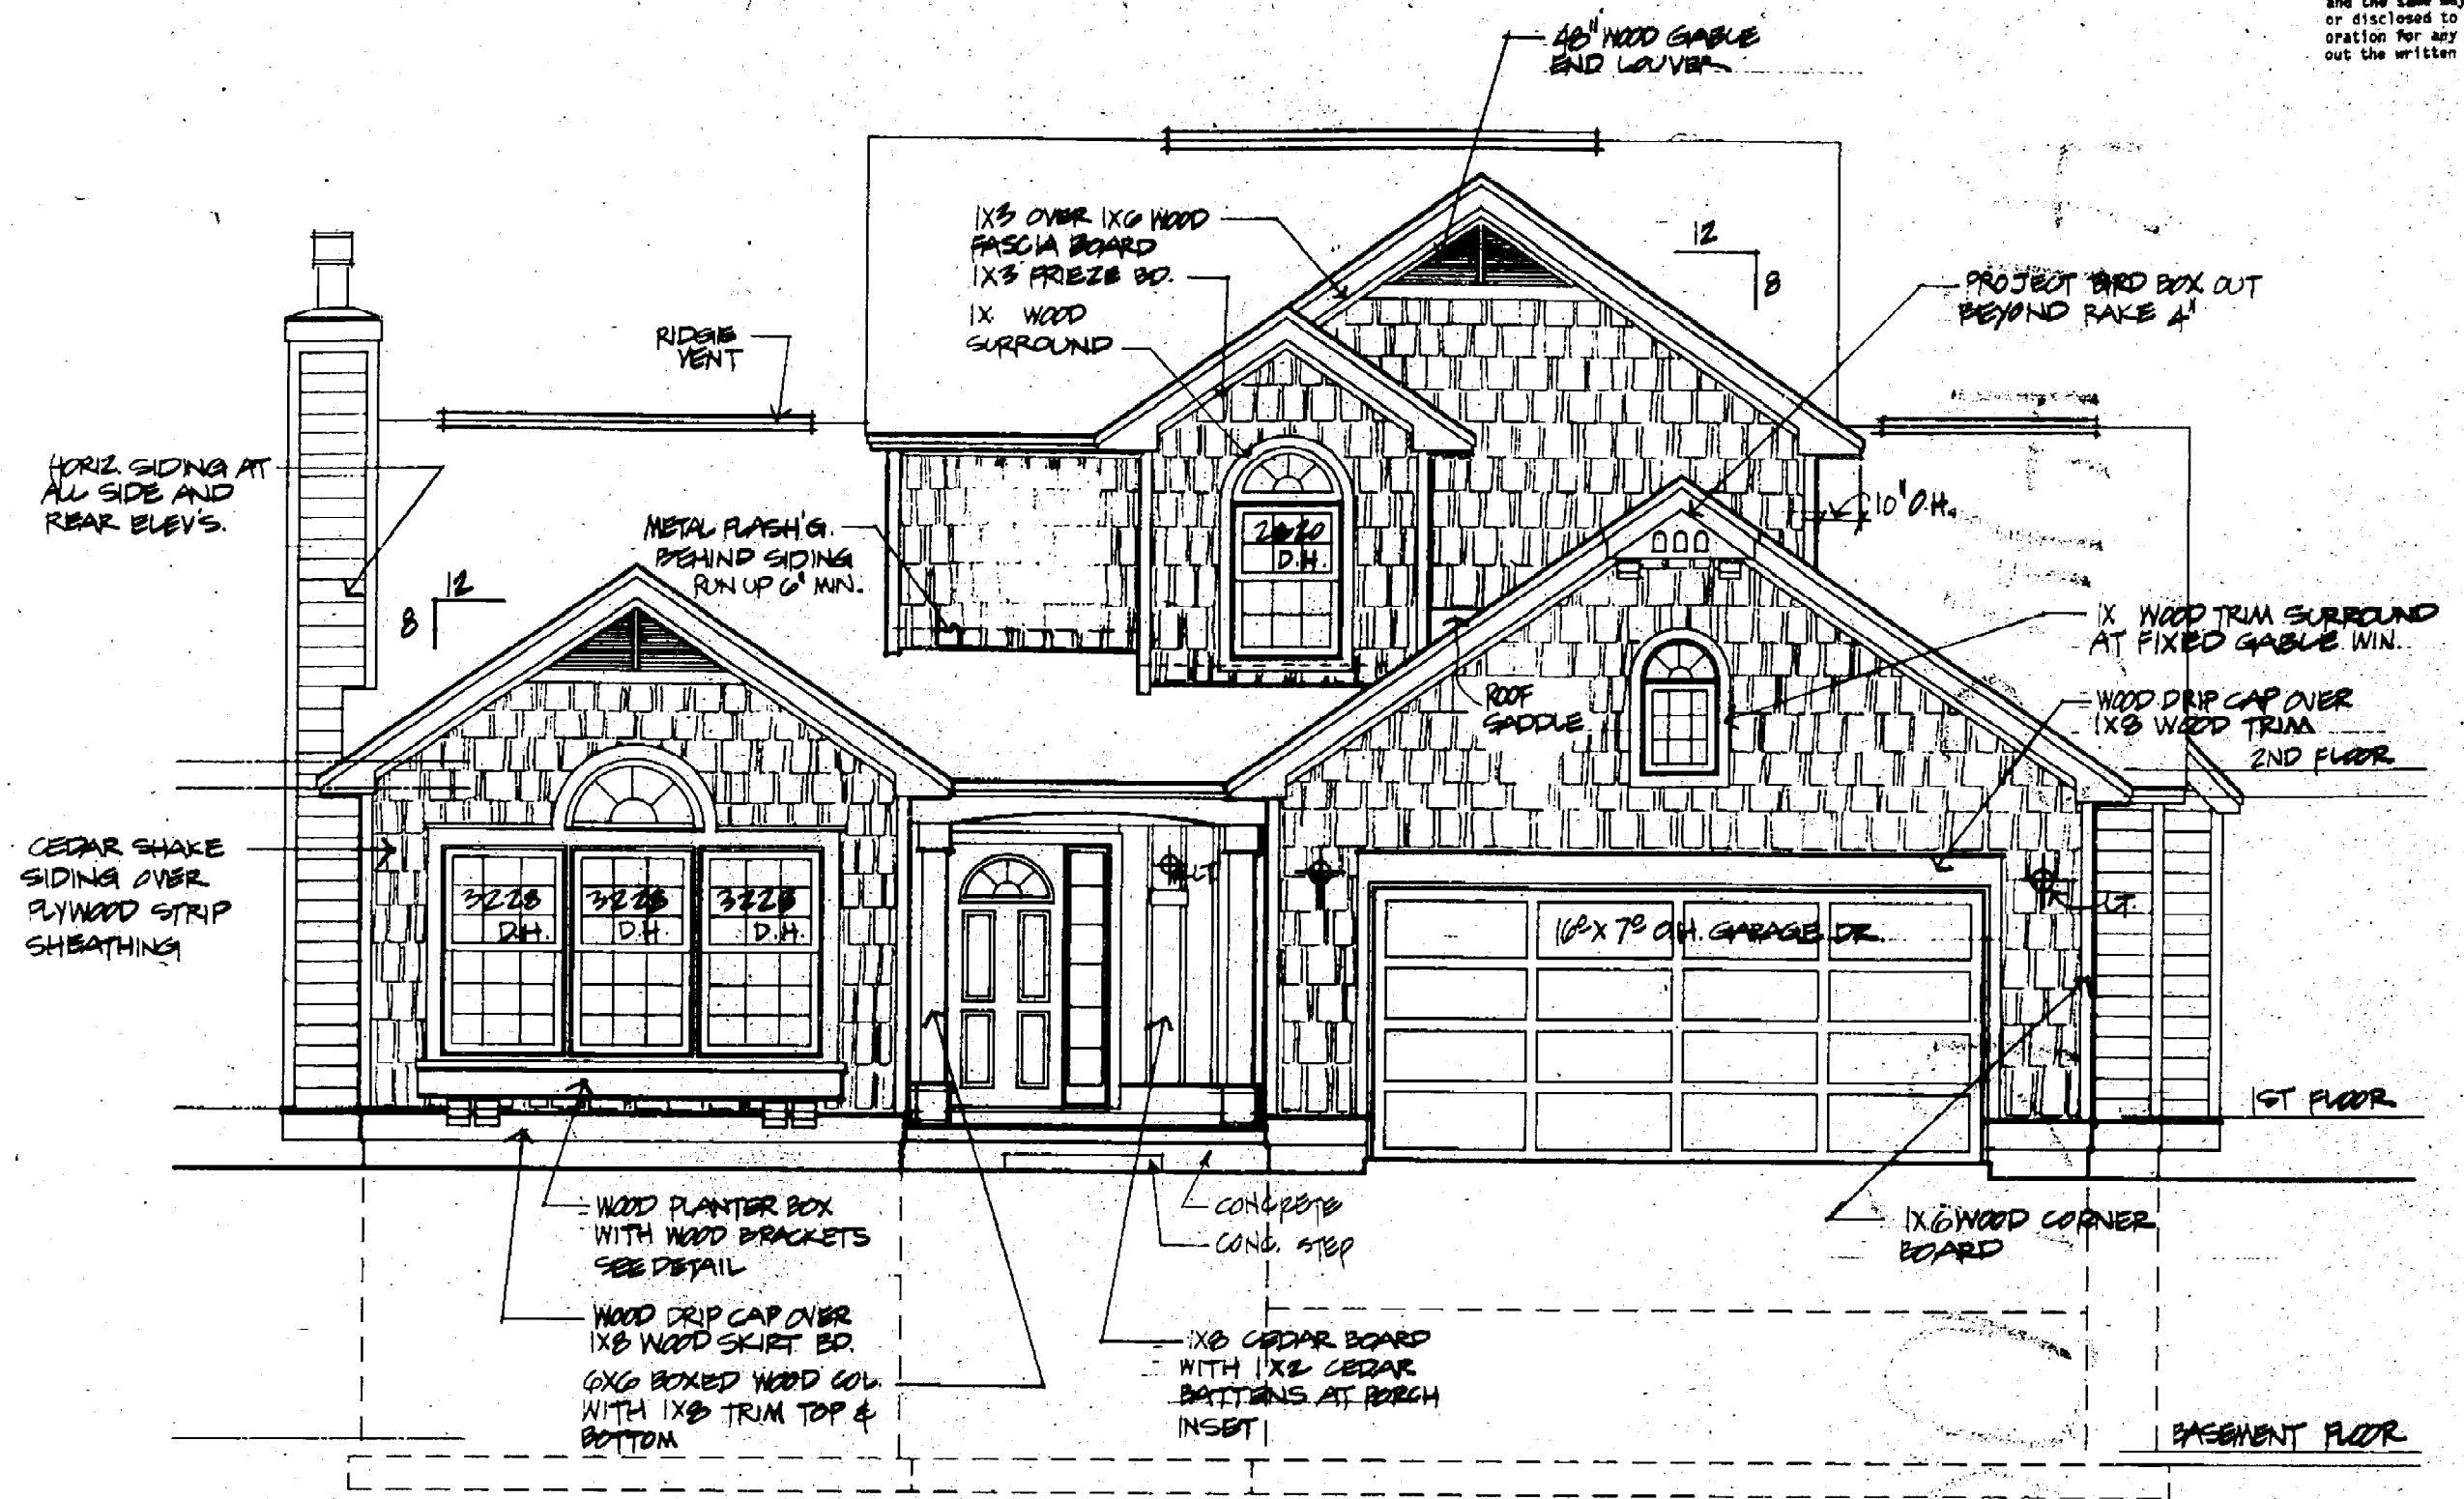 and the same may
or disclosed to
oration for any
out the written
48" WOOD GABLE
END LOUVER
1X3 OVER 1X6 WOOD
FASCIA BOARD
1X3 FRIEZE BD.
1X WOOD
SURROUND
12
8
PROJECT BIRD BOX OUT
BEYOND RAKE 4"
RIDGE
VENT
HORIZ. SIDING AT
ALL SIDE AND
REAR ELEV'S.
METAL FLASH'G.
BEHIND SIDING
RUN UP 6" MIN.
D.H.
10" O.H.
12
8
1X WOOD TRIM SURROUND
AT FIXED GABLE WIN.
ROOF
SADDLE
WOOD DRIP CAP OVER
1X8 WOOD TRIM
2ND FLOOR
CEDAR SHAKE
SIDING OVER
PLYWOOD STRIP
SHEATHING
3228
D.H.
3228
D.H.
3228
D.H.
LT.
16⁰ X 7⁰ O.H. GARAGE DR.
LT.
1ST FLOOR
WOOD PLANTER BOX
WITH WOOD BRACKETS
SEE DETAIL
CONCRETE
CONC. STEP
1X6 WOOD CORNER
BOARD
WOOD DRIP CAP OVER
1X8 WOOD SKIRT BD.
6X6 BOXED WOOD COL.
WITH 1X8 TRIM TOP &
BOTTOM
1X8 CEDAR BOARD
WITH 1X2 CEDAR
BATTENS AT PORCH
INSET
BASEMENT FLOOR